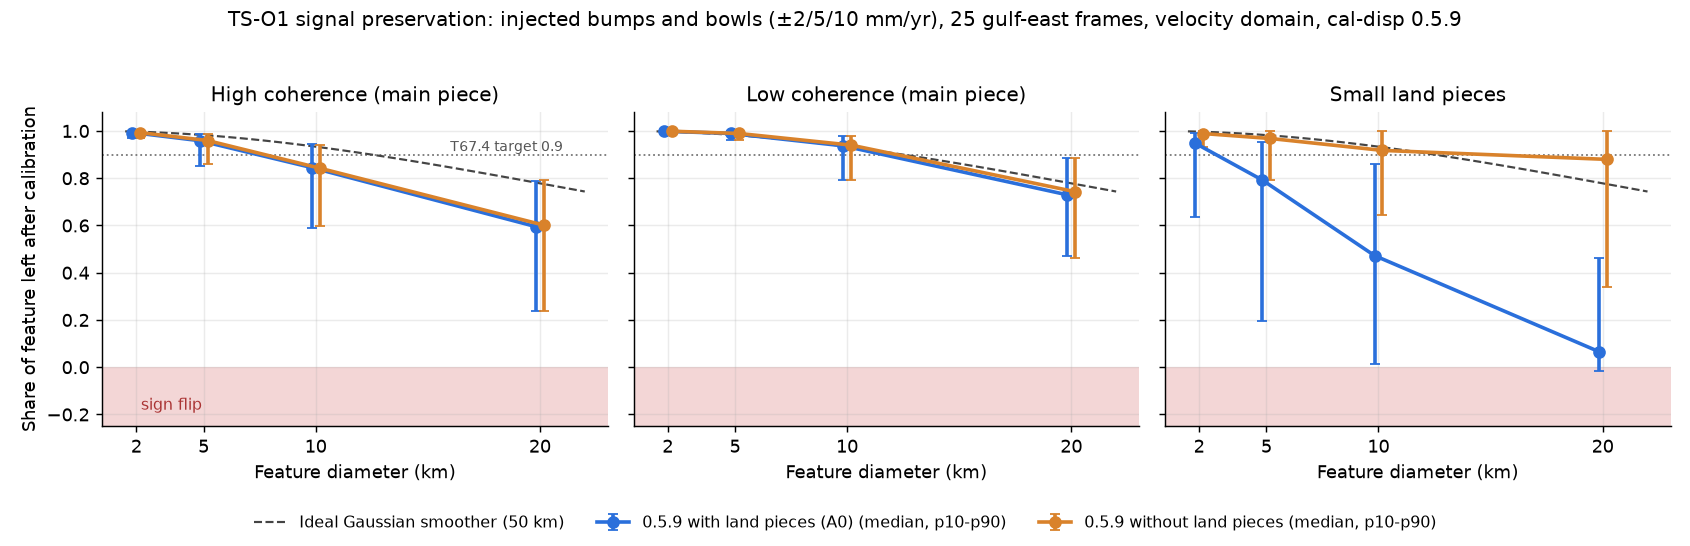 TS-O1 signal preservation: injected bumps and bowls (±2/5/10 mm/yr), 25 gulf-east frames, velocity domain, cal-disp 0.5.9
High coherence (main piece)
Low coherence (main piece)
Small land pieces
Share of feature left after calibration
1.0
0.8
0.6
0.4
0.2
0.0
−0.2
T67.4 target 0.9
sign flip
2 5 10 20
2 5 10 20
2 5 10 20
Feature diameter (km)
Feature diameter (km)
Feature diameter (km)
Ideal Gaussian smoother (50 km)
0.5.9 with land pieces (A0) (median, p10-p90)
0.5.9 without land pieces (median, p10-p90)